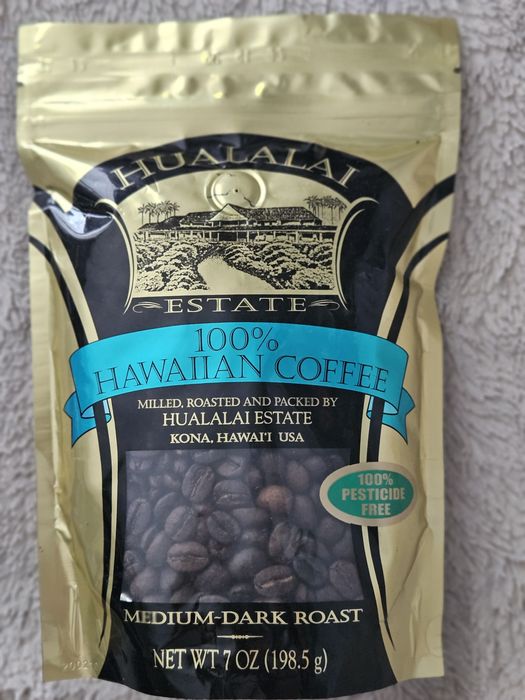 HUALALAI
ESTATE
100%
HAWAIIAN COFFEE
MILLED, ROASTED AND PACKED BY
HUALALAI ESTATE
KONA, HAWAI'I USA
100%
PESTICIDE
FREE
MEDIUM-DARK ROAST
NET WT 7 OZ (198.5 g)